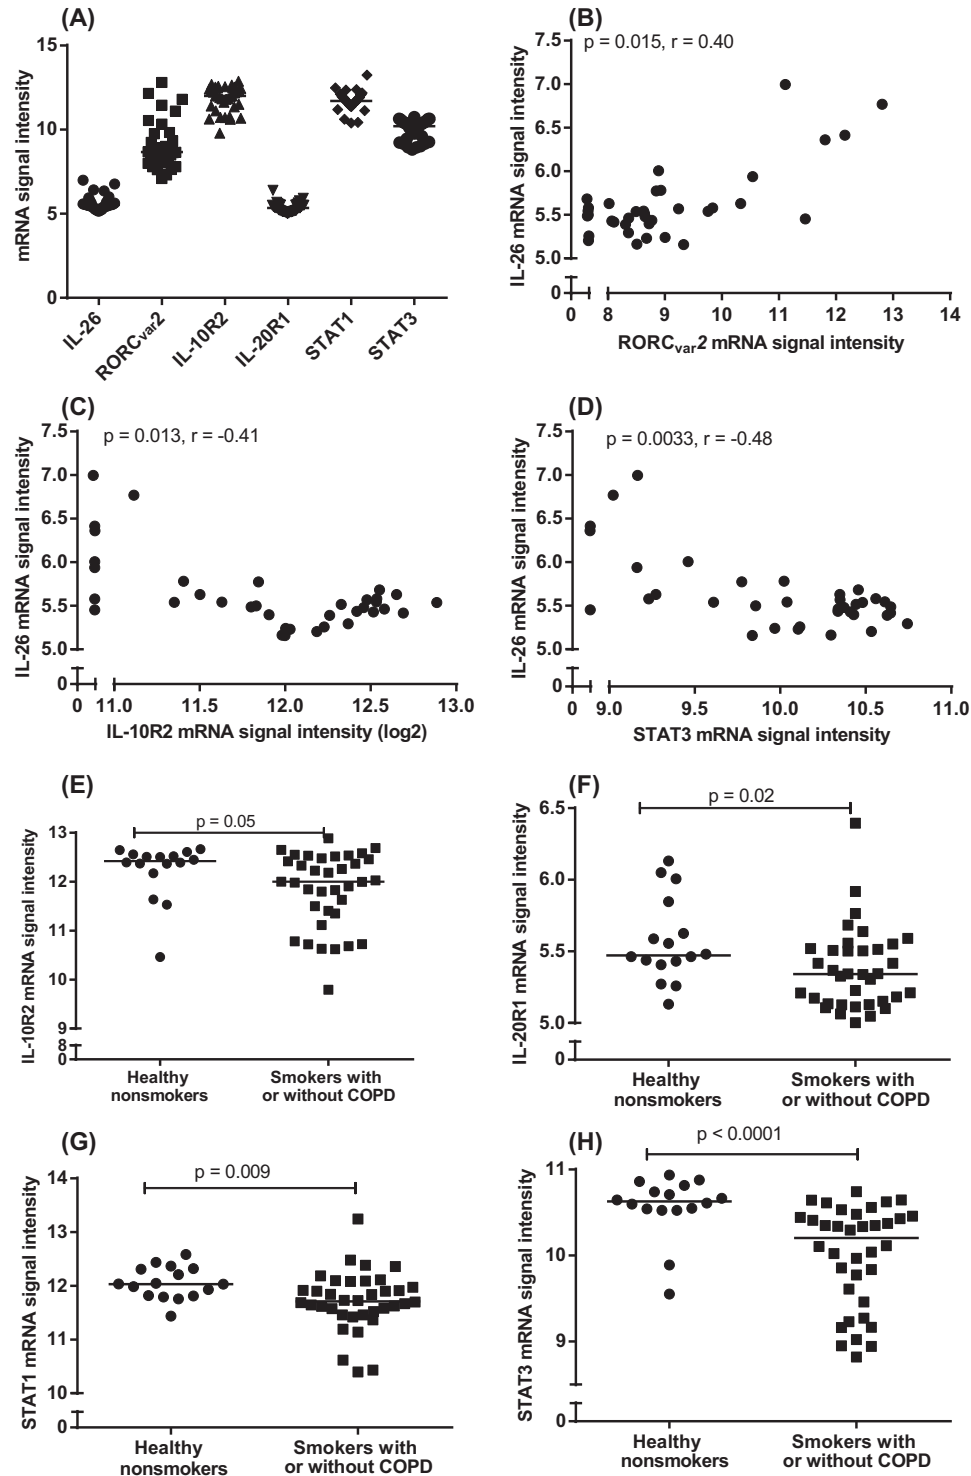 (A)
mRNA signal intensity
15
10
5
0
IL-26
RORCvar2
IL-10R2
IL-20R1
STAT1
STAT3
(B)
p = 0.015, r = 0.40
IL-26 mRNA signal intensity
7.5
7.0
6.5
6.0
5.5
5.0
0
0 8 9 10 11 12 13 14
RORCvar2 mRNA signal intensity
(C)
p = 0.013, r = -0.41
IL-26 mRNA signal intensity
7.5
7.0
6.5
6.0
5.5
5.0
0
0 11.0 11.5 12.0 12.5 13.0
IL-10R2 mRNA signal intensity (log2)
(D)
p = 0.0033, r = -0.48
IL-26 mRNA signal intensity
7.5
7.0
6.5
6.0
5.5
5.0
0
0 9.0 9.5 10.0 10.5 11.0
STAT3 mRNA signal intensity
(E)
p = 0.05
IL-10R2 mRNA signal intensity
13
12
11
10
9
8
0
Healthy
nonsmokers
Smokers with
or without COPD
(F)
p = 0.02
IL-20R1 mRNA signal intensity
6.5
6.0
5.5
5.0
0
Healthy
nonsmokers
Smokers with
or without COPD
(G)
p = 0.009
STAT1 mRNA signal intensity
14
13
12
11
10
0
Healthy
nonsmokers
Smokers with
or without COPD
(H)
p < 0.0001
STAT3 mRNA signal intensity
11
10
9
0
Healthy
nonsmokers
Smokers with
or without COPD